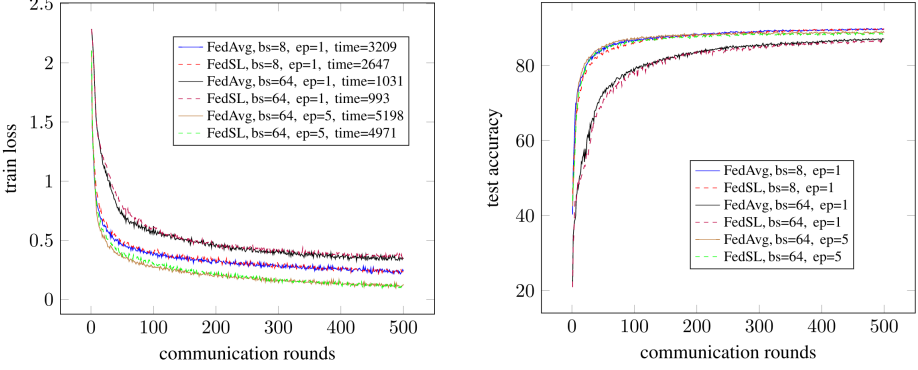 2.5
2
1.5
1
0.5
0
0
100
200
300
400
500
train loss
communication rounds
FedAvg, bs=8, ep=1, time=3209
FedSL, bs=8, ep=1, time=2647
FedAvg, bs=64, ep=1, time=1031
FedSL, bs=64, ep=1, time=993
FedAvg, bs=64, ep=5, time=5198
FedSL, bs=64, ep=5, time=4971
80
60
40
20
0
100
200
300
400
500
test accuracy
communication rounds
FedAvg, bs=8, ep=1
FedSL, bs=8, ep=1
FedAvg, bs=64, ep=1
FedSL, bs=64, ep=1
FedAvg, bs=64, ep=5
FedSL, bs=64, ep=5